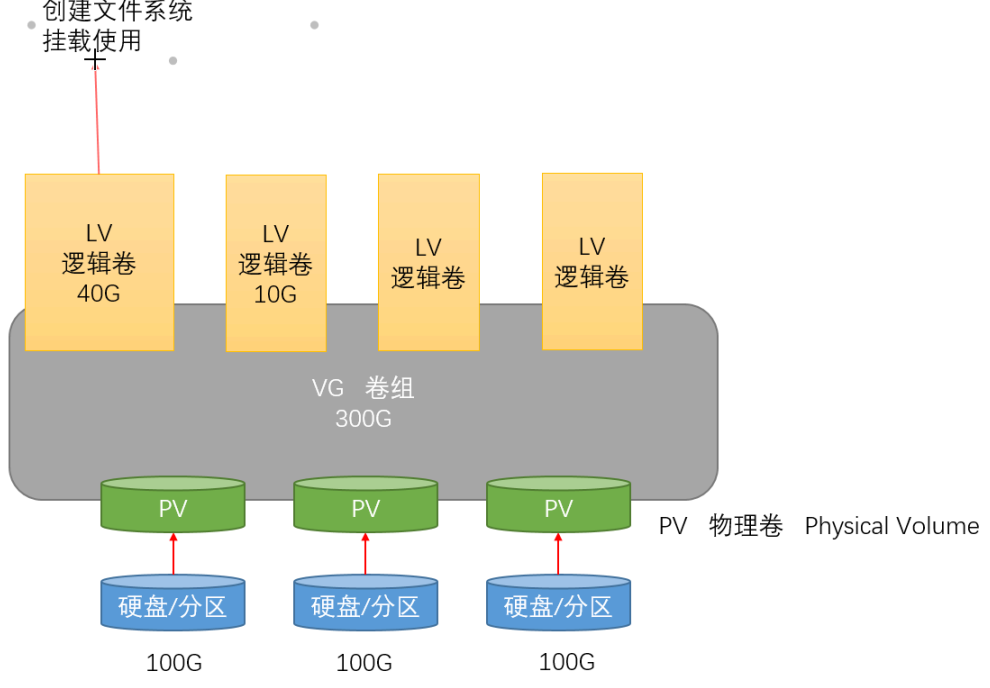 创建文件系统
挂载使用
LV
逻辑卷
40G
LV
逻辑卷
10G
LV
逻辑卷
LV
逻辑卷
VG 卷组
300G
PV
PV
PV
PV 物理卷 Physical Volume
硬盘/分区
硬盘/分区
硬盘/分区
100G
100G
100G